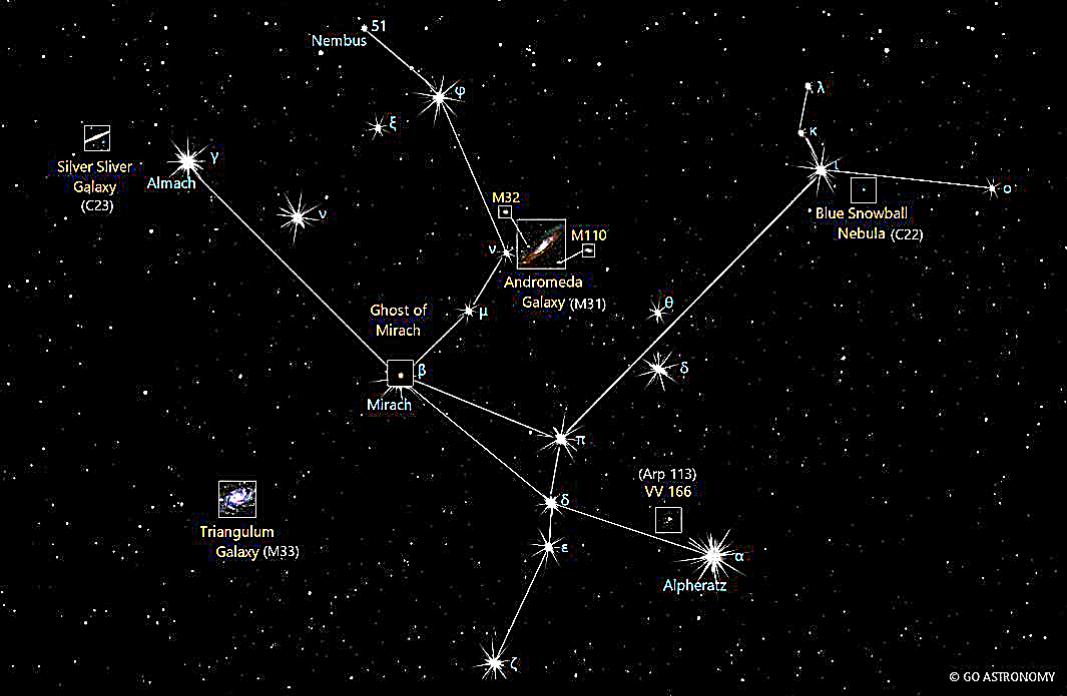 51
Nembus
φ
λ
ξ
κ
γ
Silver Sliver
Galaxy
(C23)
Almach
ι
ο
ν
M32
Blue Snowball
Nebula (C22)
M110
ν
Andromeda
Galaxy (M31)
θ
Ghost of
Mirach
μ
β
δ
Mirach
π
(Arp 113)
VV 166
δ
Triangulum
Galaxy (M33)
ε
α
Alpheratz
ζ
© GO ASTRONOMY